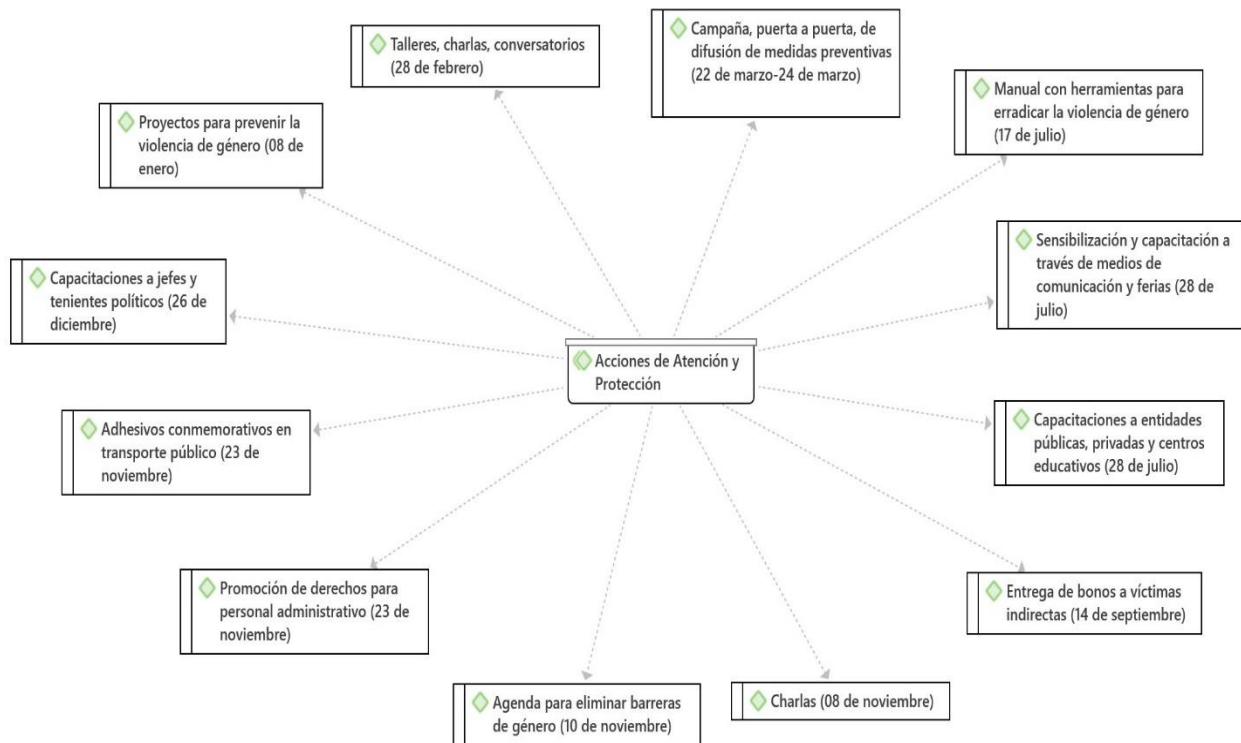 Talleres, charlas, conversatorios
(28 de febrero)
Campaña, puerta a puerta, de
difusión de medidas preventivas
(22 de marzo-24 de marzo)
Manual con herramientas para
erradicar la violencia de género
(17 de julio)
Proyectos para prevenir la
violencia de género (08 de
enero)
Sensibilización y capacitación a
través de medios de
comunicación y ferias (28 de
julio)
Capacitaciones a jefes y
tenientes políticos (26 de
diciembre)
Acciones de Atención y
Protección
Adhesivos conmemorativos en
transporte público (23 de
noviembre)
Capacitaciones a entidades
públicas, privadas y centros
educativos (28 de julio)
Promoción de derechos para
personal administrativo (23 de
noviembre)
Entrega de bonos a víctimas
indirectas (14 de septiembre)
Agenda para eliminar barreras
de género (10 de noviembre)
Charlas (08 de noviembre)